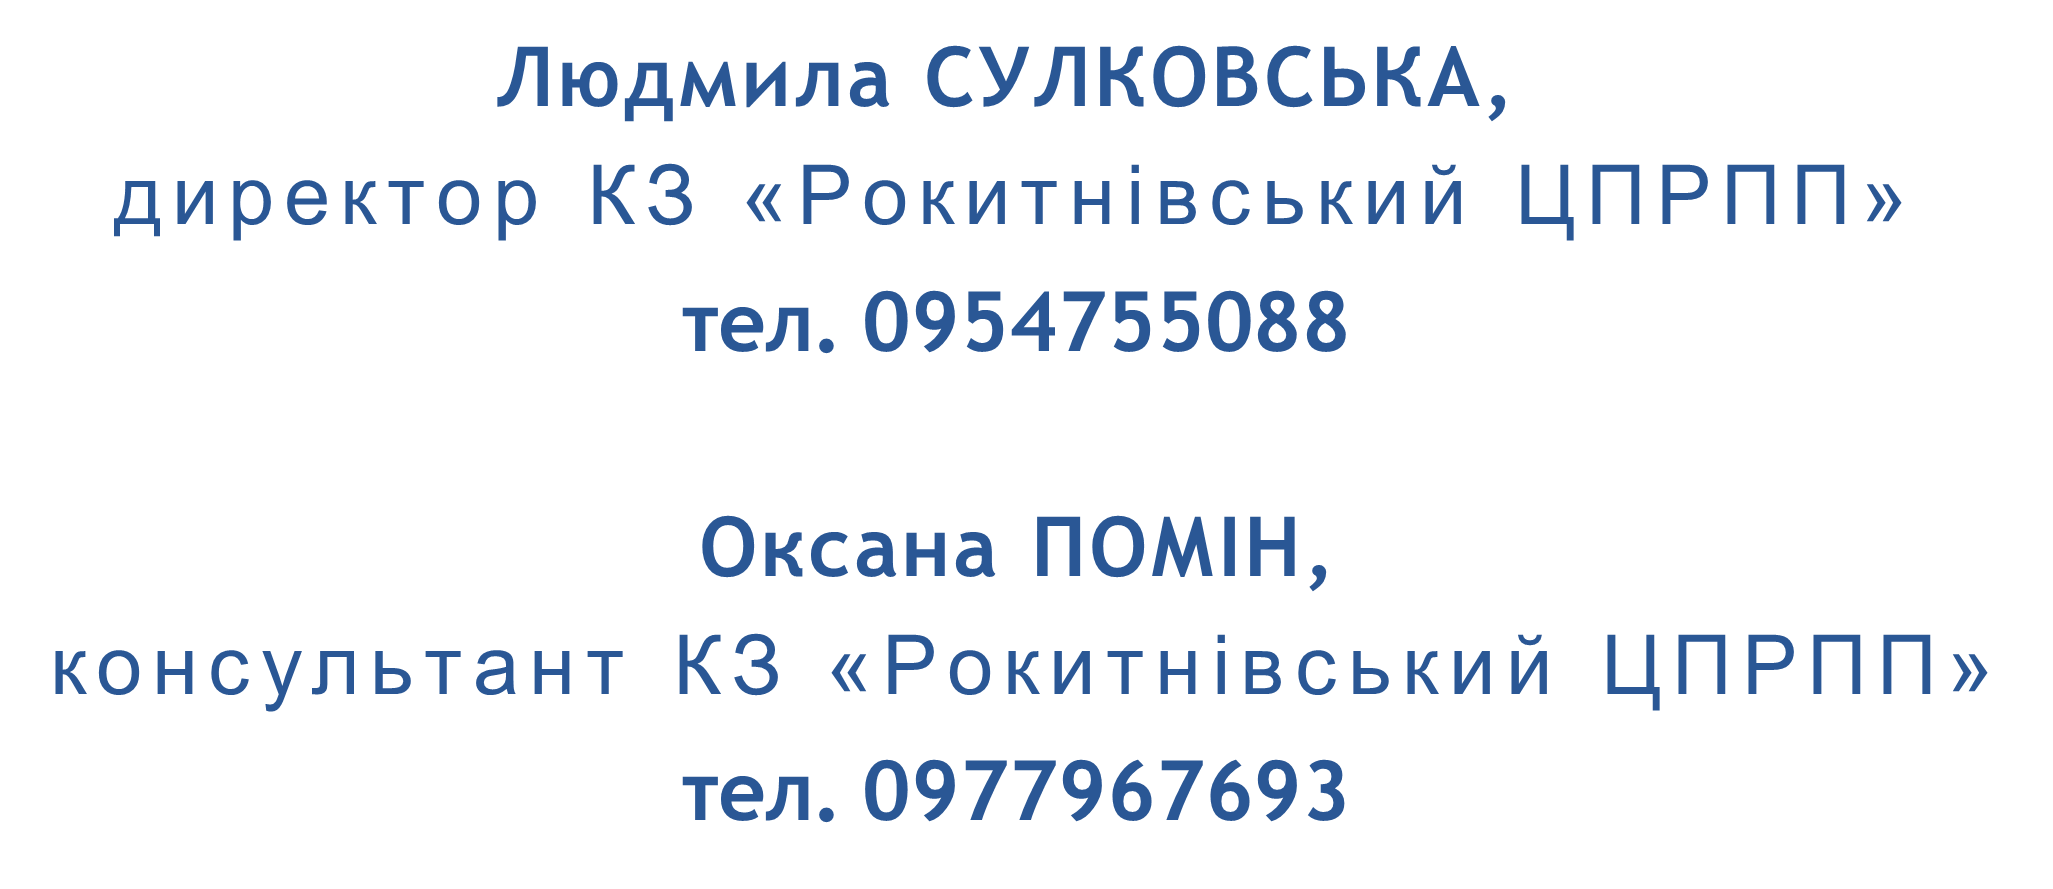 Людмила СУЛКОВСЬКА,
директор КЗ «Рокитнівський ЦПРПП»
тел. 0954755088
Оксана ПОМІН,
консультант КЗ «Рокитнівський ЦПРПП»
тел. 0977967693